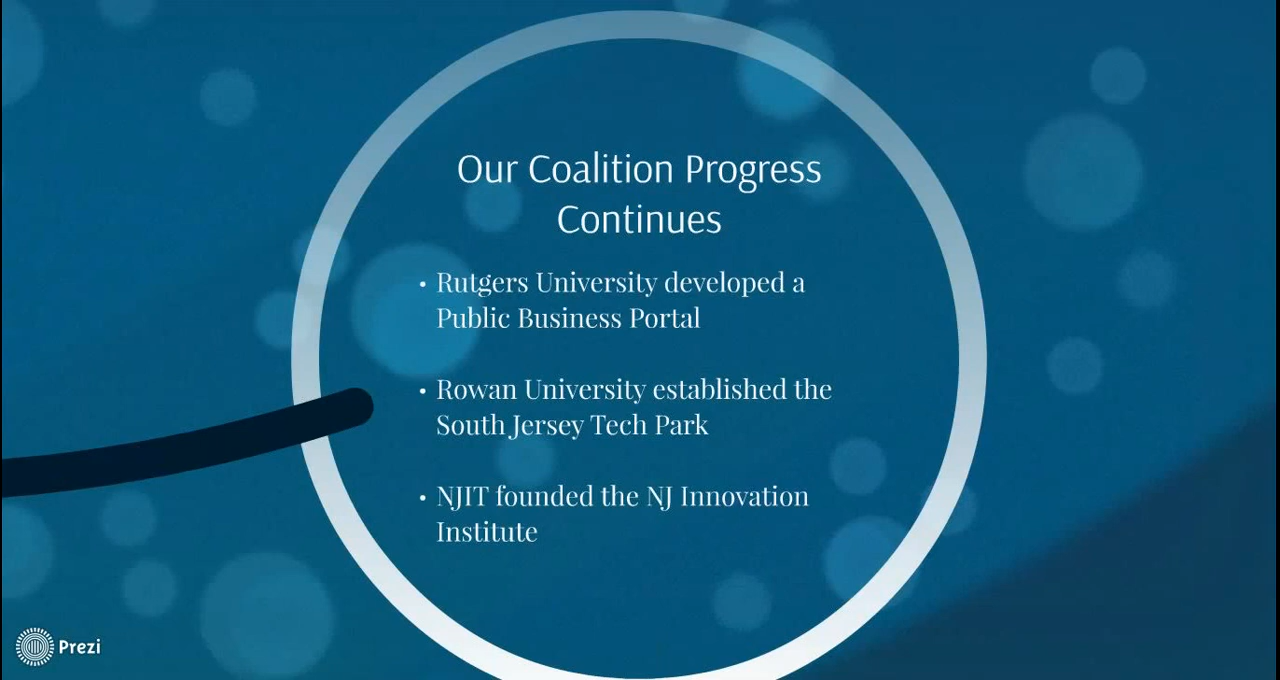 Our Coalition Progress
Continues
• Rutgers University developed a
Public Business Portal
• Rowan University established the
South Jersey Tech Park
• NJIT founded the NJ Innovation
Institute
Prezi